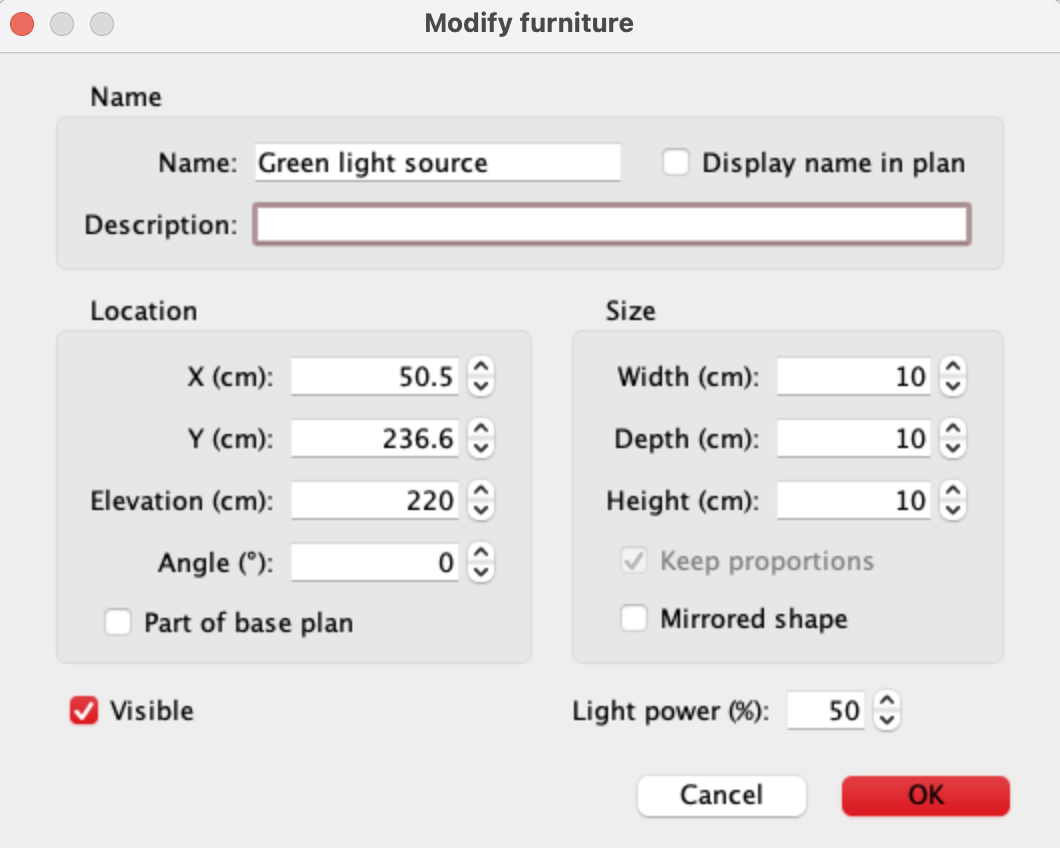 Modify furniture
Name
Name: Green light source Display name in plan
Description:
Location Size
X (cm): 50.5 Width (cm): 10
Y (cm): 236.6 Depth (cm): 10
Elevation (cm): 220 Height (cm): 10
Angle (°): 0 Keep proportions
Part of base plan Mirrored shape
Visible Light power (%): 50
Cancel OK